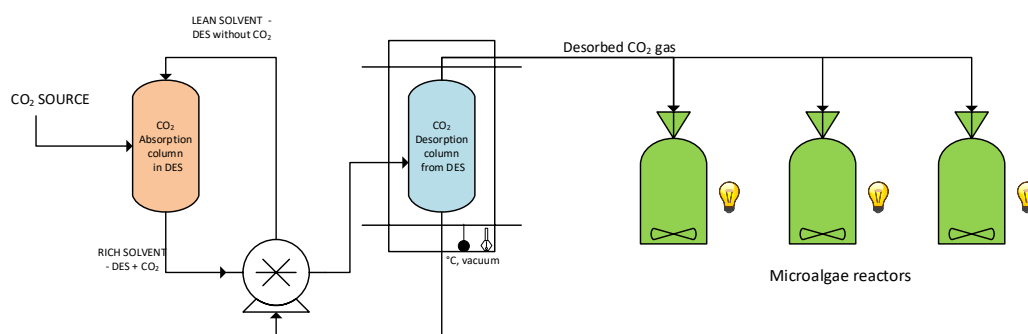 LEAN SOLVENT -
DES without CO₂
CO₂ SOURCE
CO₂
Absorption
column
in DES
RICH SOLVENT
- DES + CO₂
CO₂
Desorption
column
from DES
°C, vacuum
Desorbed CO₂ gas
Microalgae reactors